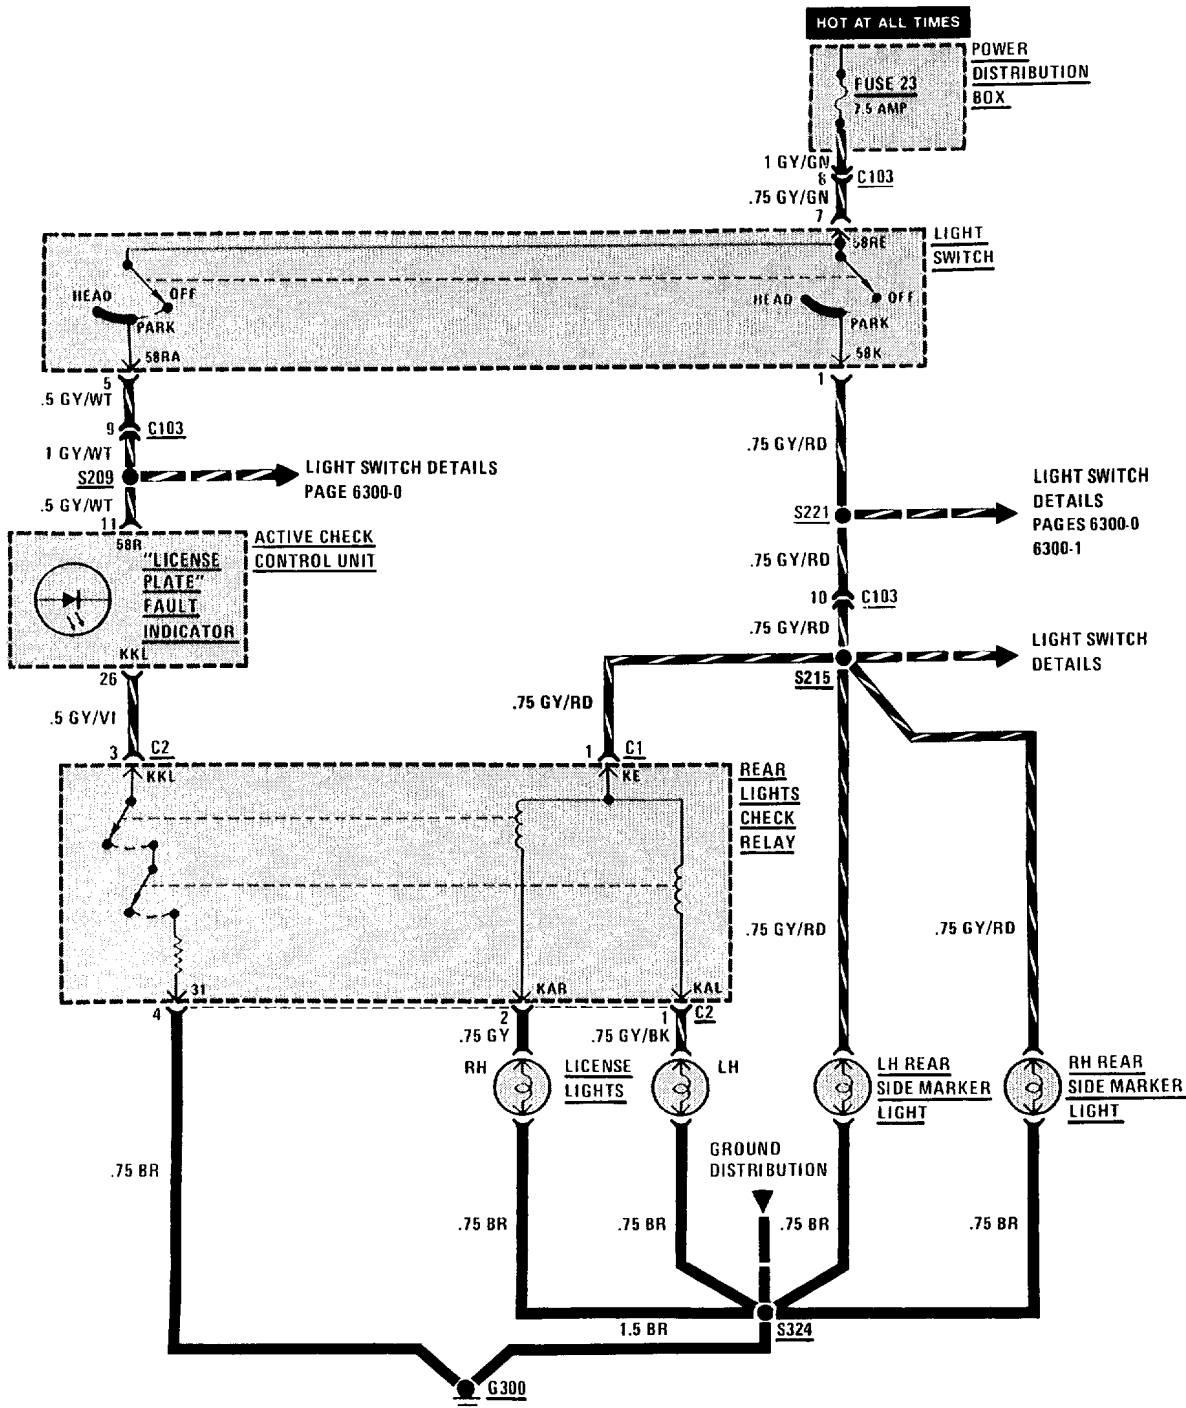 HOT AT ALL TIMES
POWER
DISTRIBUTION
BOX
FUSE 23
7.5 AMP
1 GY/GN
8
C103
.75 GY/GN
7
LIGHT
SWITCH
58RE
OFF
HEAD
PARK
58RA
HEAD
OFF
PARK
58K
5
.5 GY/WT
9
C103
1 GY/WT
S209
LIGHT SWITCH DETAILS
PAGE 6300-0
.5 GY/WT
11
1
.75 GY/RD
S221
LIGHT SWITCH
DETAILS
PAGES 6300-0
6300-1
.75 GY/RD
10
C103
.75 GY/RD
S215
LIGHT SWITCH
DETAILS
58R
"LICENSE
PLATE"
FAULT
INDICATOR
KKL
ACTIVE CHECK
CONTROL UNIT
26
.5 GY/VI
3
C2
.75 GY/RD
1
C1
KKL
KE
REAR
LIGHTS
CHECK
RELAY
31
KAR
KAL
4
2
1
C2
.75 GY/RD
.75 GY/RD
.75 GY
.75 GY/BK
RH
LICENSE
LIGHTS
LH
LH REAR
SIDE MARKER
LIGHT
RH REAR
SIDE MARKER
LIGHT
GROUND
DISTRIBUTION
.75 BR
.75 BR
.75 BR
.75 BR
.75 BR
1.5 BR
S324
G300